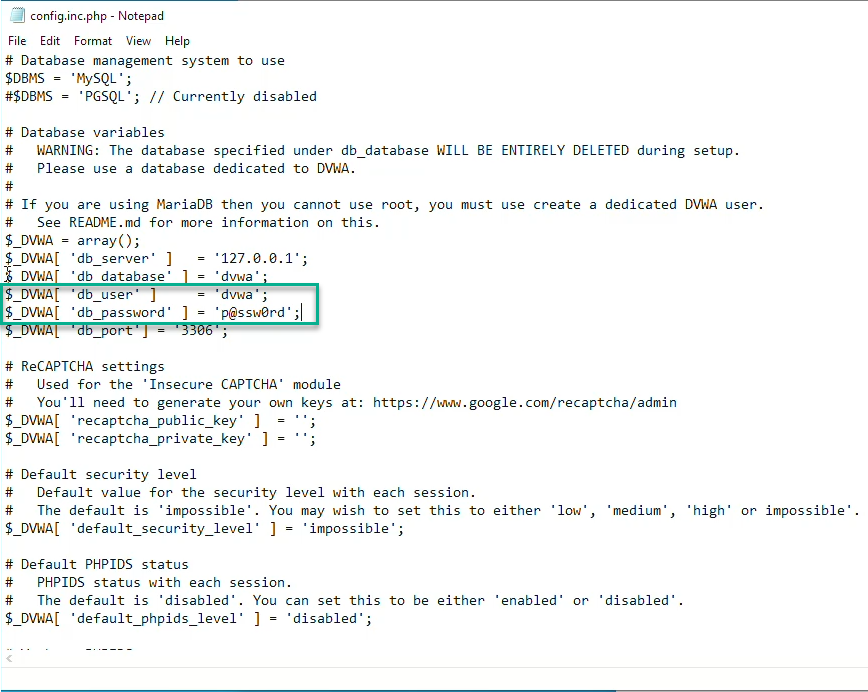 config.inc.php - Notepad
File Edit Format View Help
# Database management system to use
$DBMS = 'MySQL';
#$DBMS = 'PGSQL'; // Currently disabled
# Database variables
#   WARNING: The database specified under db_database WILL BE ENTIRELY DELETED during setup.
#   Please use a database dedicated to DVWA.
#
# If you are using MariaDB then you cannot use root, you must use create a dedicated DVWA user.
#   See README.md for more information on this.
$_DVWA = array();
$_DVWA[ 'db_server' ]   = '127.0.0.1';
$_DVWA[ 'db_database' ] = 'dvwa';
$_DVWA[ 'db_user' ]     = 'dvwa';
$_DVWA[ 'db_password' ] = 'p@ssw0rd';
$_DVWA[ 'db_port'] = '3306';
# ReCAPTCHA settings
#   Used for the 'Insecure CAPTCHA' module
#   You'll need to generate your own keys at: https://www.google.com/recaptcha/admin
$_DVWA[ 'recaptcha_public_key' ]  = '';
$_DVWA[ 'recaptcha_private_key' ] = '';
# Default security level
#   Default value for the security level with each session.
#   The default is 'impossible'. You may wish to set this to either 'low', 'medium', 'high' or impossible'.
$_DVWA[ 'default_security_level' ] = 'impossible';
# Default PHPIDS status
#   PHPIDS status with each session.
#   The default is 'disabled'. You can set this to be either 'enabled' or 'disabled'.
$_DVWA[ 'default_phpids_level' ] = 'disabled';